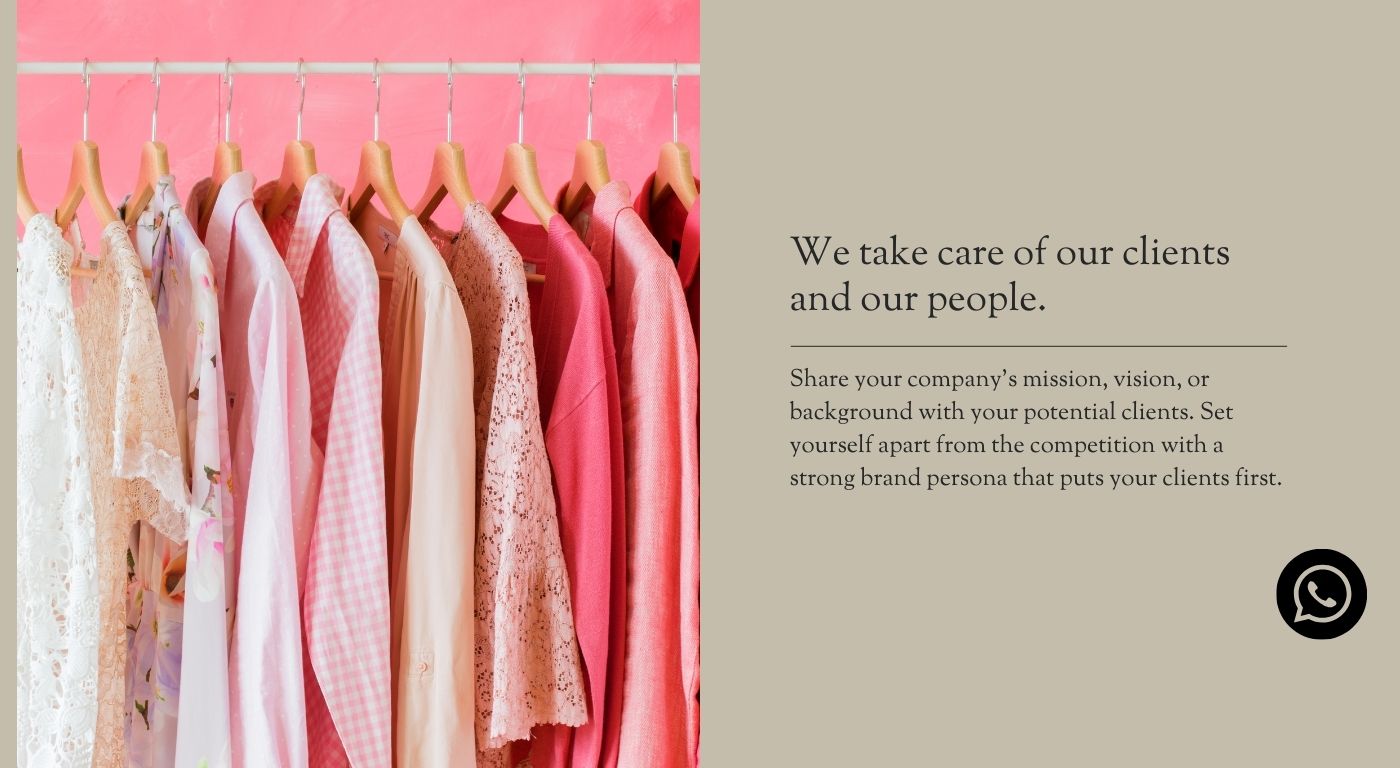 We take care of our clients
and our people.
Share your company's mission, vision, or
background with your potential clients. Set
yourself apart from the competition with a
strong brand persona that puts your clients first.